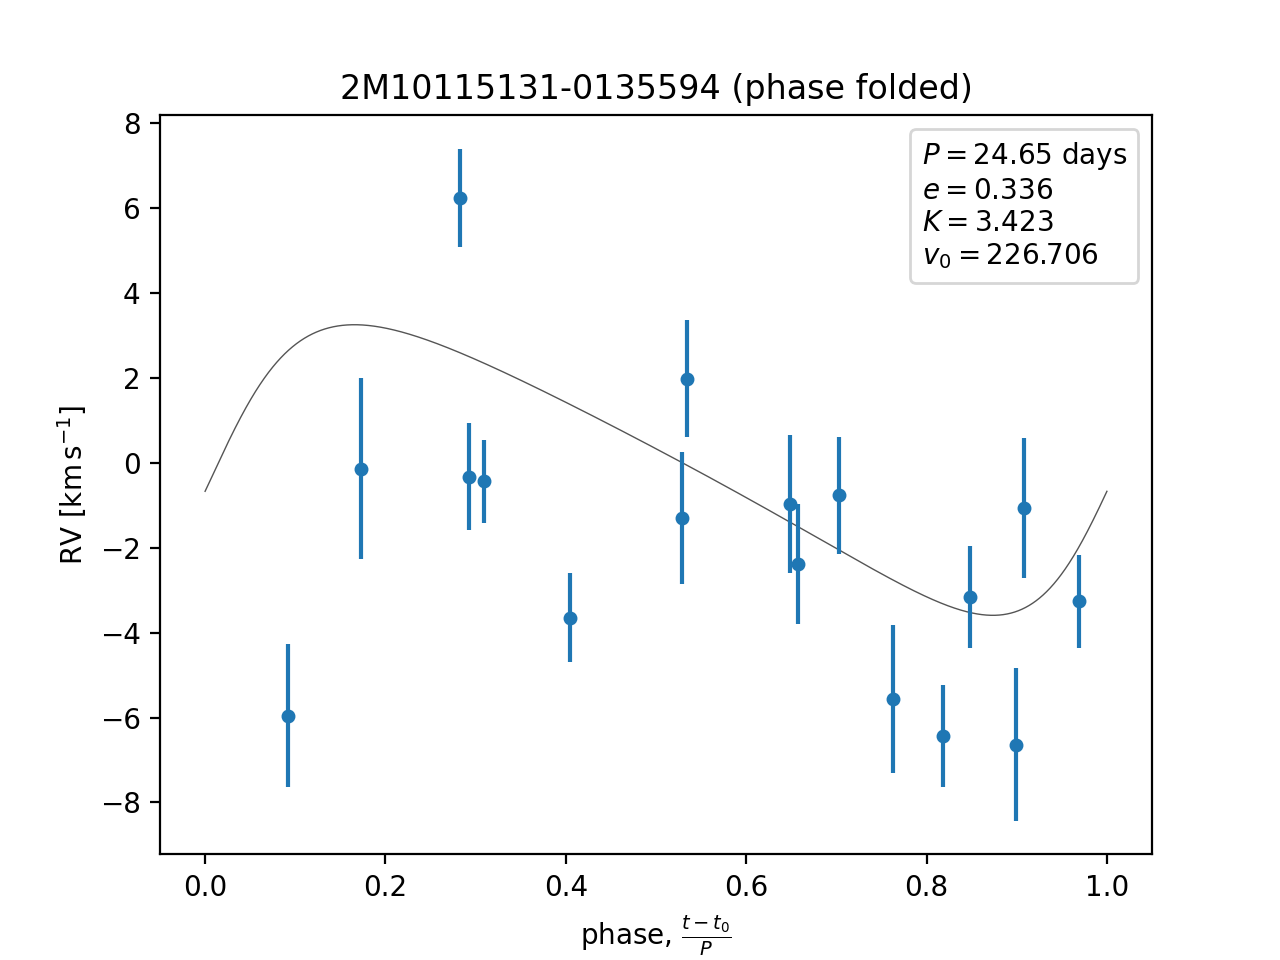 2M10115131-0135594 (phase folded)
P = 24.65 days
e = 0.336
K = 3.423
v₀ = 226.706
8
6
4
2
0
−2
−4
−6
−8
RV [km s⁻¹]
0.0 0.2 0.4 0.6 0.8 1.0
phase, (t − t₀)/P